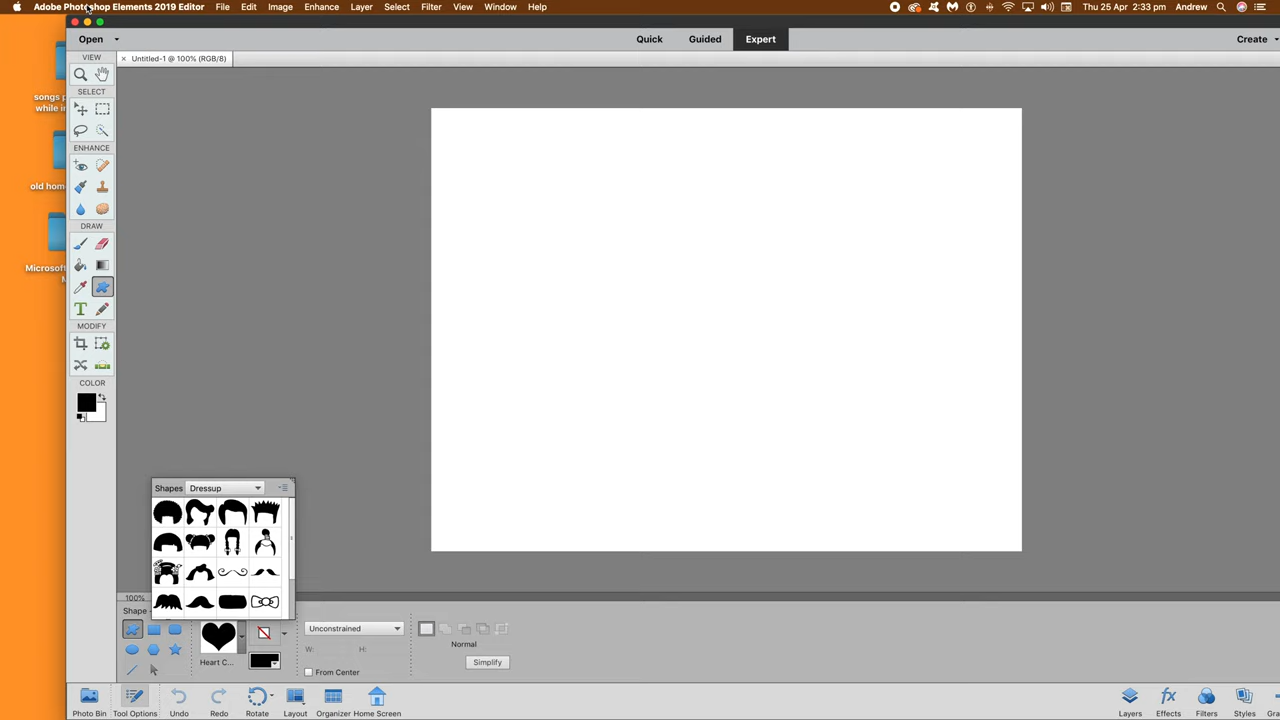 Adobe Photoshop Elements 2019 Editor File Edit Image Enhance Layer Select Filter View Window Help Thu 25 Apr 2:33 pm Andrew
Open Quick Guided Expert Create
VIEW × Untitled-1 @ 100% (RGB/8)
SELECT
songs p
while in
ENHANCE
old hom
DRAW
Microsof
M
T
MODIFY
COLOR
Shapes Dressup
100%
Shape
Unconstrained
Normal
W: H:
Heart C... Simplify
From Center
Photo Bin Tool Options Undo Redo Rotate Layout Organizer Home Screen Layers Effects Filters Styles Gra